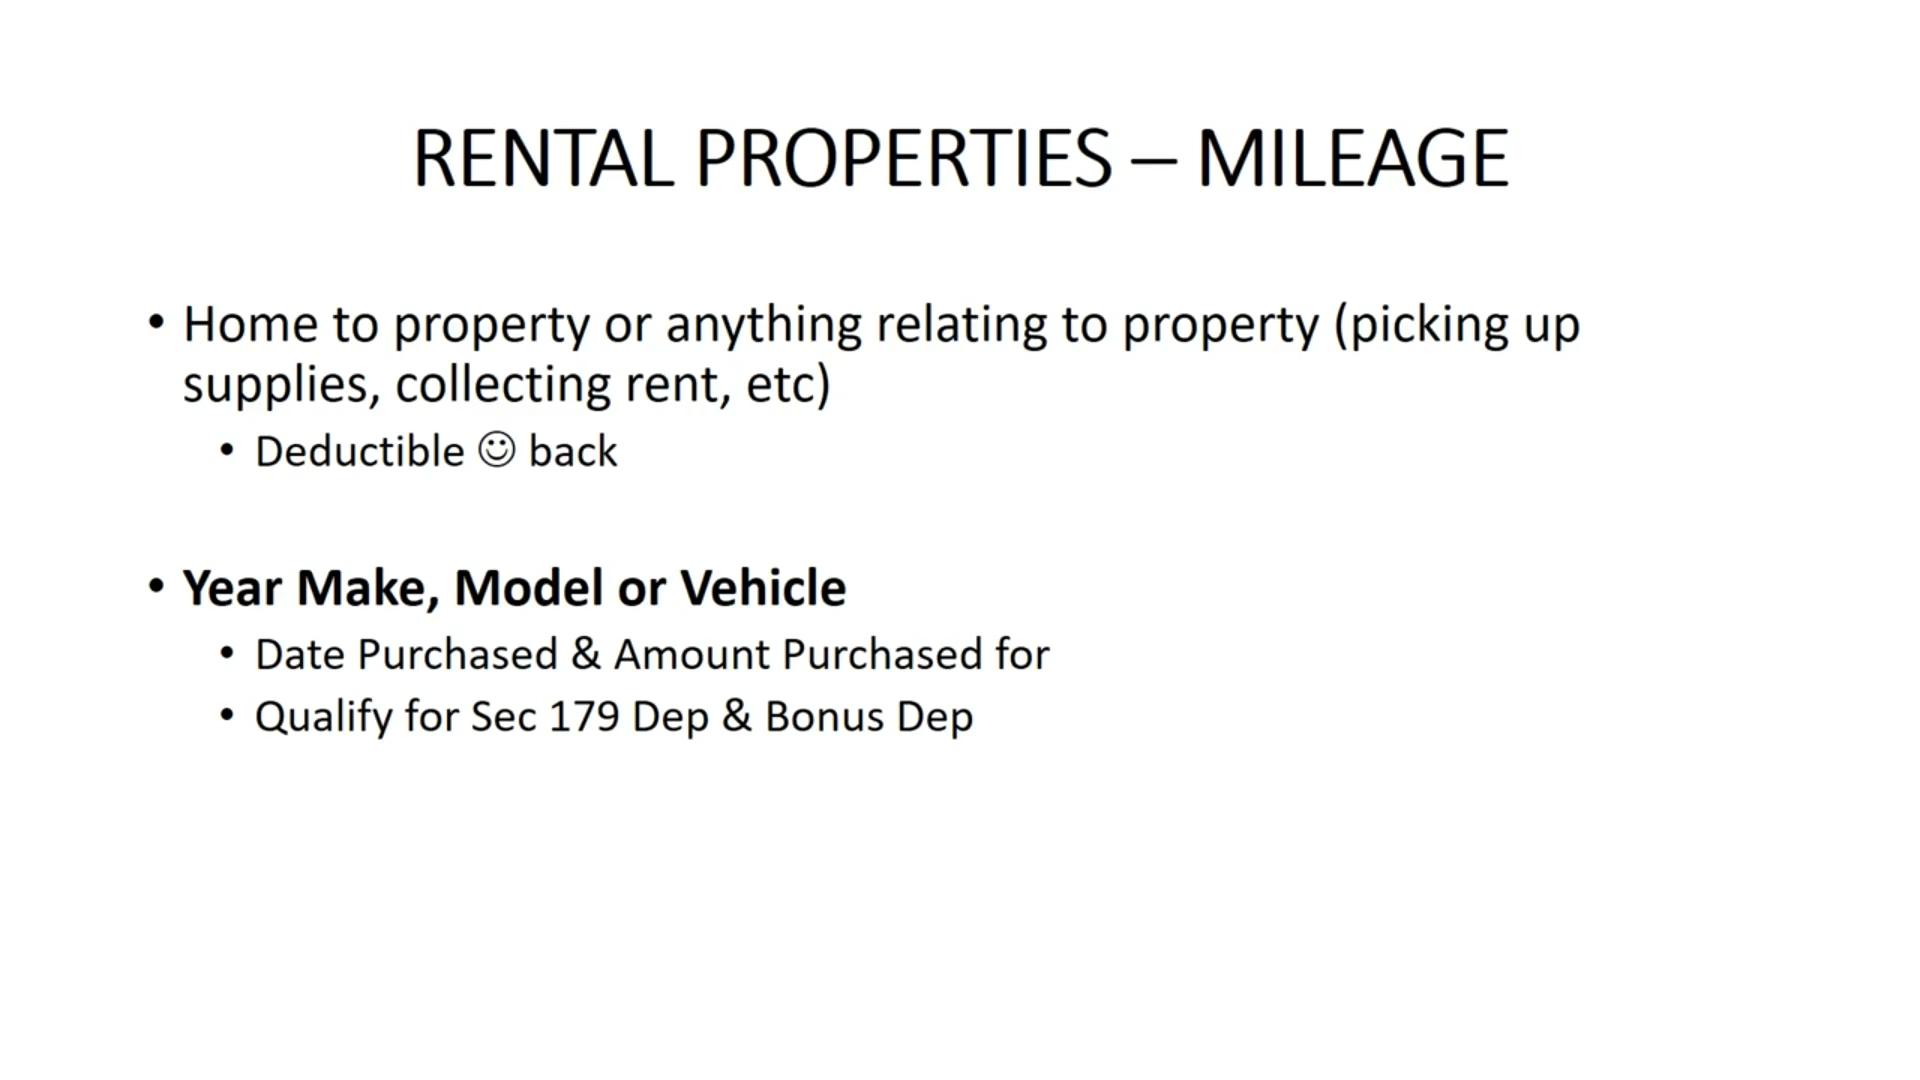 RENTAL PROPERTIES – MILEAGE
• Home to property or anything relating to property (picking up
supplies, collecting rent, etc)
• Deductible ☺ back
• Year Make, Model or Vehicle
• Date Purchased & Amount Purchased for
• Qualify for Sec 179 Dep & Bonus Dep